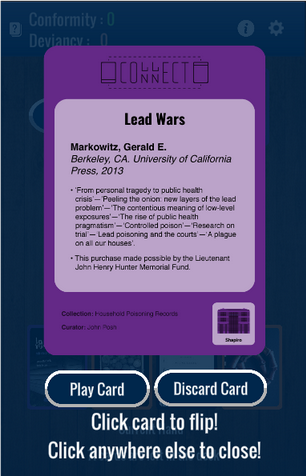 Conformity : 0
Deviancy : 0
CONNECT
Lead Wars
Markowitz, Gerald E.
Berkeley, CA. University of California
Press, 2013
• 'From personal tragedy to public health
crisis'—'Peeling the onion: new layers of the lead
problem'—'The contentious meaning of low-level
exposures'—'The rise of public health
pragmatism'—'Controlled poison'—'Research on
trial'—'Lead poisoning and the courts'—'A plague
on all our houses'.
• This purchase made possible by the Lieutenant
John Henry Hunter Memorial Fund.
Collection: Household Poisoning Records
Curator: John Rash
Shapiro
Play Card
Discard Card
Click card to flip!
Click anywhere else to close!